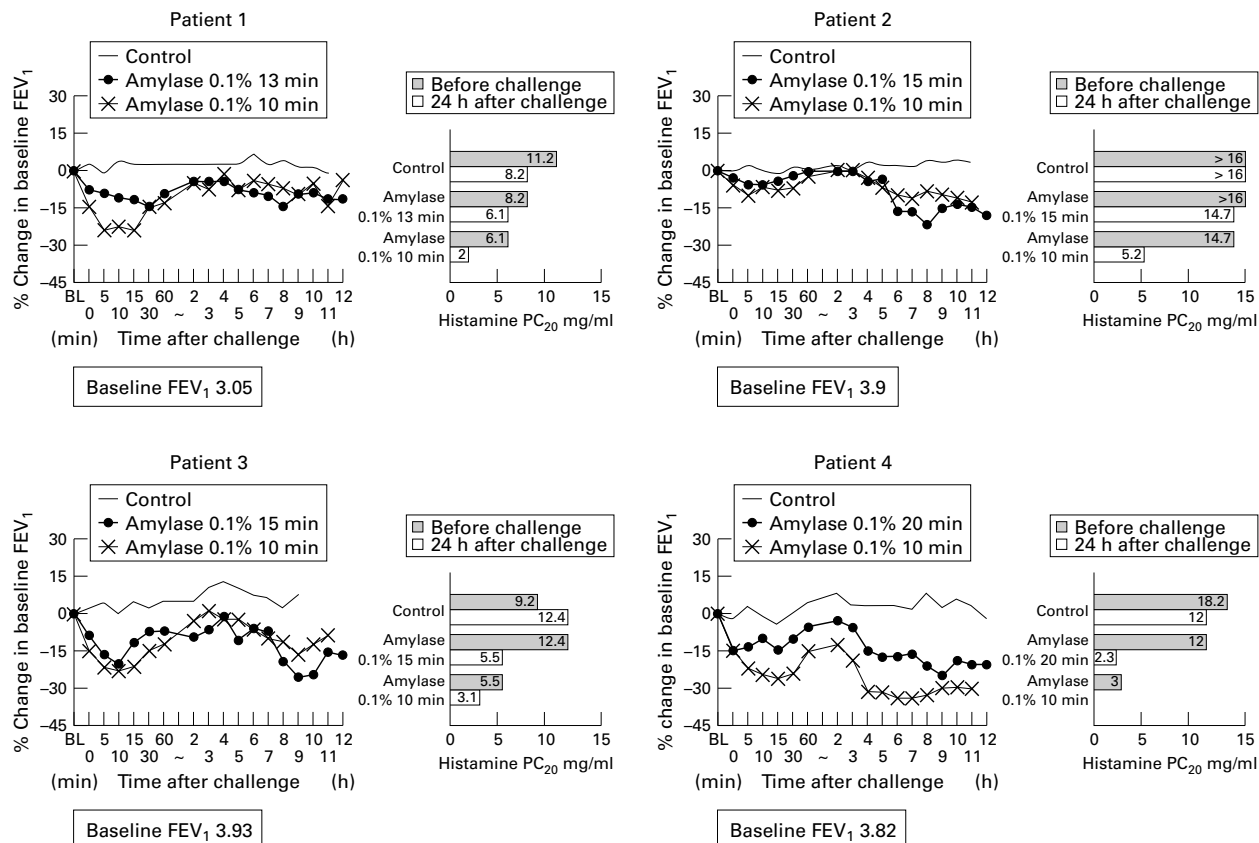 Patient 1
Control
Amylase 0.1% 13 min
Amylase 0.1% 10 min
% Change in baseline FEV1
30
15
0
–15
–30
–45
BL 5 15 60 2 4 6 8 10 12
0 10 30 ~ 3 5 7 9 11
(min) Time after challenge (h)
Before challenge
24 h after challenge
Control
11.2
8.2
Amylase
0.1% 13 min
8.2
6.1
Amylase
0.1% 10 min
6.1
2
0 5 10 15
Histamine PC20 mg/ml
Baseline FEV1 3.05
Patient 2
Control
Amylase 0.1% 15 min
Amylase 0.1% 10 min
% Change in baseline FEV1
30
15
0
–15
–30
–45
BL 5 15 60 2 4 6 8 10 12
0 10 30 ~ 3 5 7 9 11
(min) Time after challenge (h)
Before challenge
24 h after challenge
Control
> 16
> 16
Amylase
0.1% 15 min
>16
14.7
Amylase
0.1% 10 min
14.7
5.2
0 5 10 15
Histamine PC20 mg/ml
Baseline FEV1 3.9
Patient 3
Control
Amylase 0.1% 15 min
Amylase 0.1% 10 min
% Change in baseline FEV1
30
15
0
–15
–30
–45
BL 5 15 60 2 4 6 8 10 12
0 10 30 ~ 3 5 7 9 11
(min) Time after challenge (h)
Before challenge
24 h after challenge
Control
9.2
12.4
Amylase
0.1% 15 min
12.4
5.5
Amylase
0.1% 10 min
5.5
3.1
0 5 10 15
Histamine PC20 mg/ml
Baseline FEV1 3.93
Patient 4
Control
Amylase 0.1% 20 min
Amylase 0.1% 10 min
% change in baseline FEV1
30
15
0
–15
–30
–45
BL 5 15 60 2 4 6 8 10 12
0 10 30 ~ 3 5 7 9 11
(min) Time after challenge (h)
Before challenge
24 h after challenge
Control
18.2
12
Amylase
0.1% 20 min
12
2.3
Amylase
0.1% 10 min
3
0 5 10 15
Histamine PC20 mg/ml
Baseline FEV1 3.82